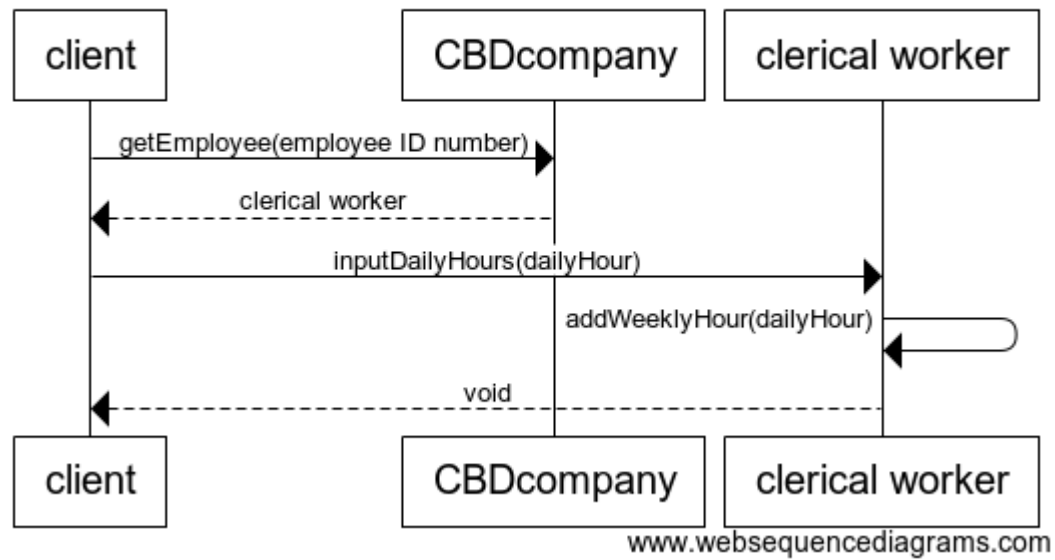 client
CBDcompany
clerical worker
getEmployee(employee ID number)
clerical worker
inputDailyHours(dailyHour)
addWeeklyHour(dailyHour)
void
client
CBDcompany
clerical worker
www.websequencediagrams.com